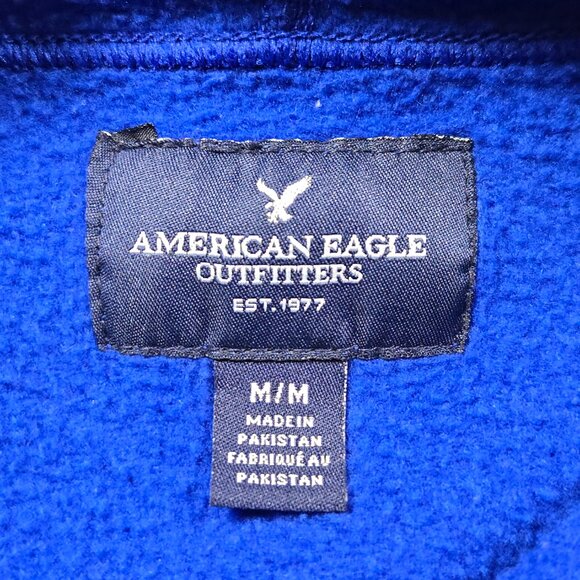 AMERICAN EAGLE
OUTFITTERS
EST. 1977
M/M
MADE IN
PAKISTAN
FABRIQUÉ AU
PAKISTAN